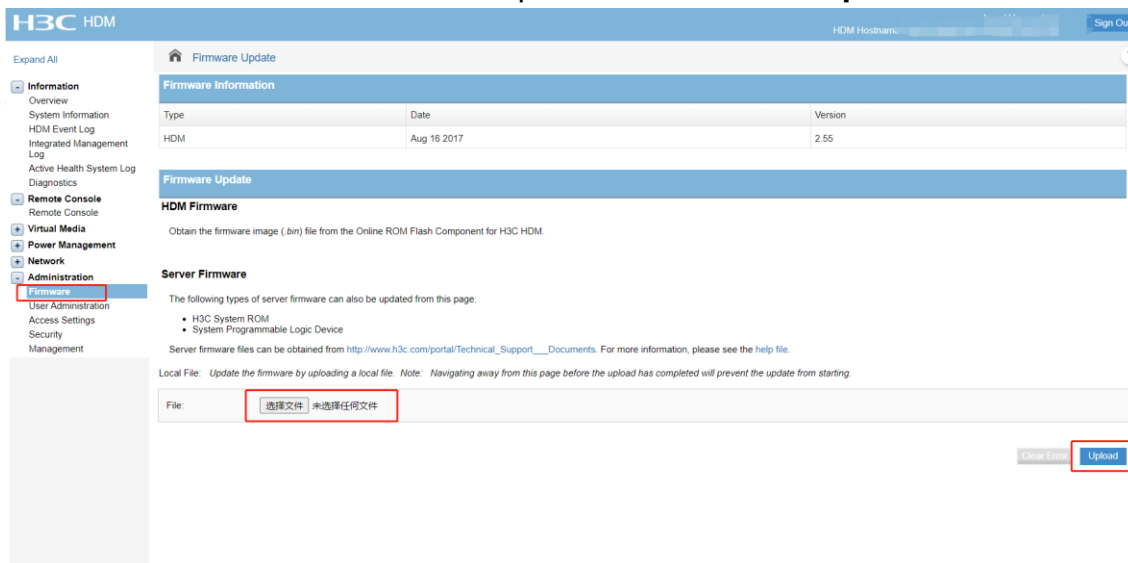 H3C HDM
HDM Hostname:
Sign Ou
Expand All
Firmware Update
Information
Overview
System Information
HDM Event Log
Integrated Management
Log
Active Health System Log
Diagnostics
Remote Console
Remote Console
Virtual Media
Power Management
Network
Administration
Firmware
User Administration
Access Settings
Security
Management
Firmware Information
Type Date Version
HDM Aug 16 2017 2.55
Firmware Update
HDM Firmware
Obtain the firmware image (.bin) file from the Online ROM Flash Component for H3C HDM.
Server Firmware
The following types of server firmware can also be updated from this page:
• H3C System ROM
• System Programmable Logic Device
Server firmware files can be obtained from http://www.h3c.com/portal/Technical_Support___Documents. For more information, please see the help file.
Local File: Update the firmware by uploading a local file. Note: Navigating away from this page before the upload has completed will prevent the update from starting.
File: 选择文件 未选择任何文件
Clear Error Upload